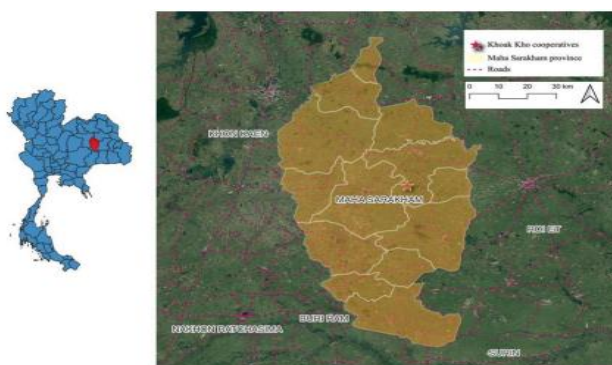 Khoak Kho cooperatives
Maha Sarakham province
Roads
0 10 20 30 km
KHON KAEN
MAHA SARAKHAM
ROI ET
BURI RAM
NAKHON RATCHASIMA
SURIN